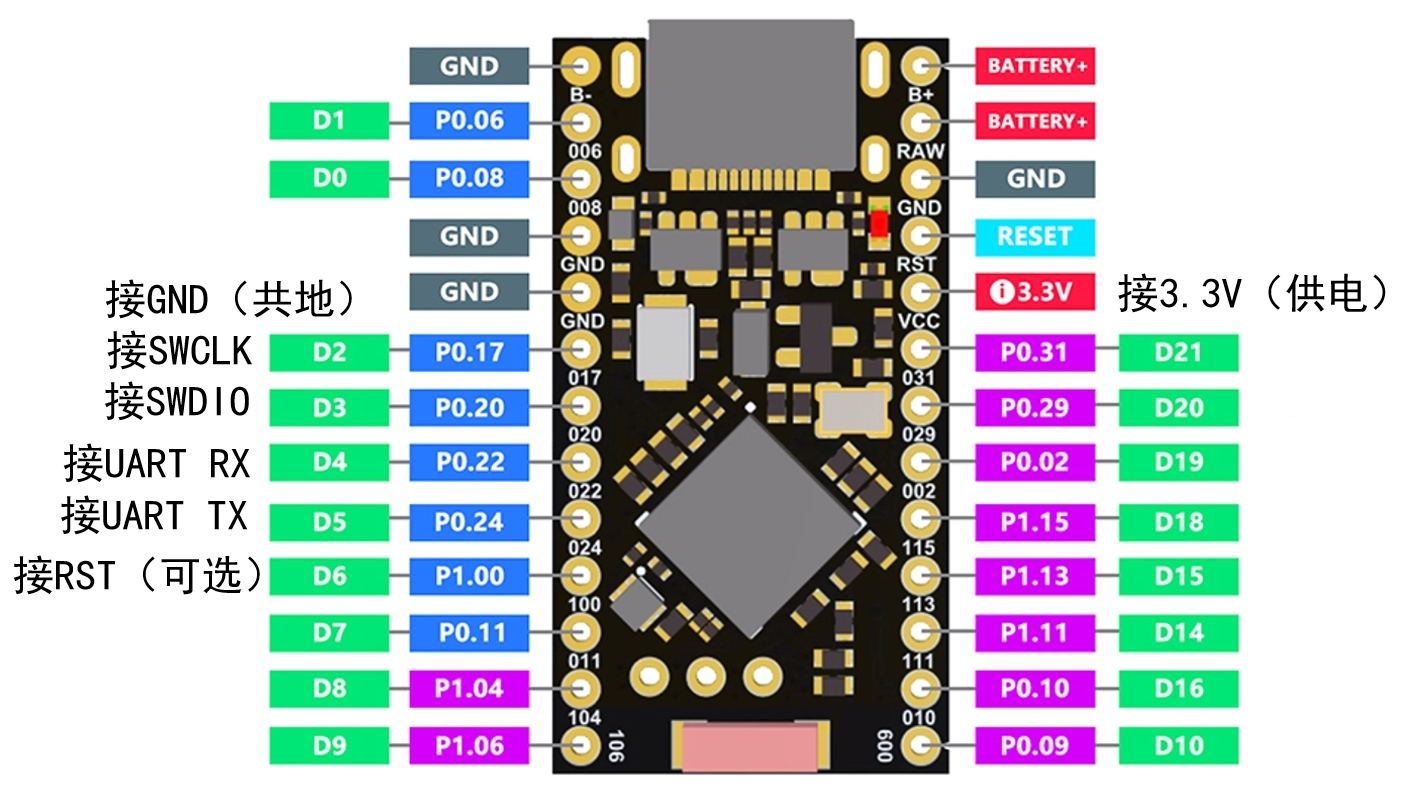 GND
B-
D1 P0.06
006
D0 P0.08
008
GND
GND
接GND（共地） GND
GND
接SWCLK D2 P0.17
017
接SWDIO D3 P0.20
020
接UART RX D4 P0.22
022
接UART TX D5 P0.24
024
接RST（可选） D6 P1.00
100
D7 P0.11
011
D8 P1.04
104
D9 P1.06
106
BATTERY+
B+
BATTERY+
RAW
GND
GND
RESET
RST
i 3.3V 接3.3V（供电）
VCC
P0.31 D21
031
P0.29 D20
029
P0.02 D19
002
P1.15 D18
115
P1.13 D15
113
P1.11 D14
111
P0.10 D16
010
P0.09 D10
009